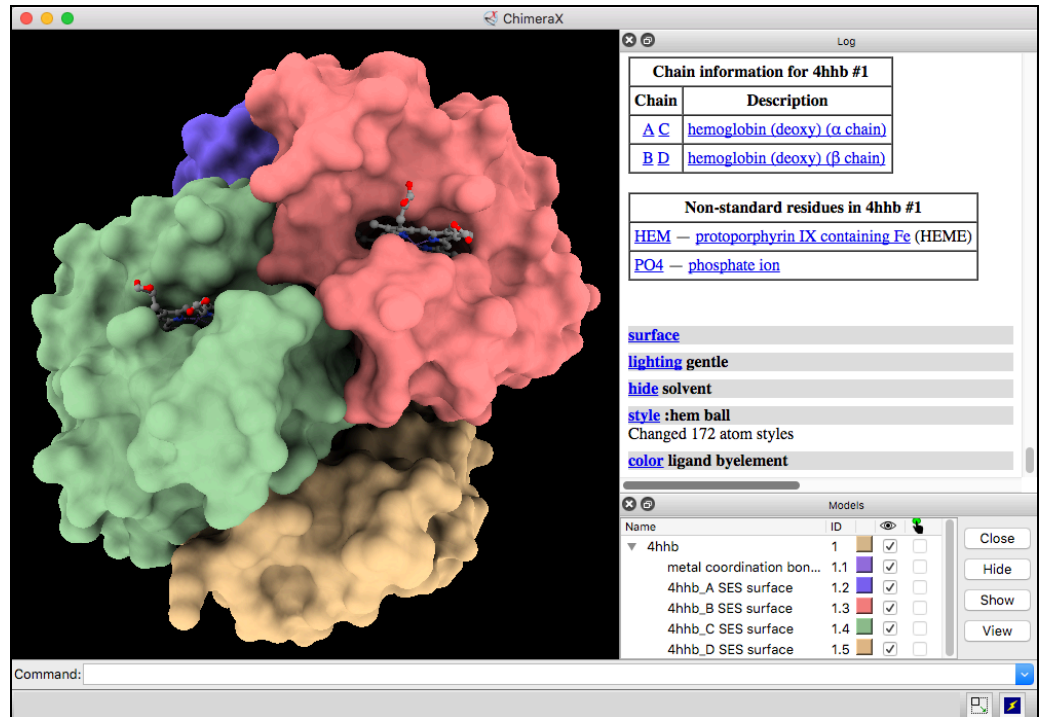 ChimeraX
Log
Chain information for 4hhb #1
Chain Description
A C hemoglobin (deoxy) (α chain)
B D hemoglobin (deoxy) (β chain)
Non-standard residues in 4hhb #1
HEM — protoporphyrin IX containing Fe (HEME)
PO4 — phosphate ion
surface
lighting gentle
hide solvent
style :hem ball
Changed 172 atom styles
color ligand byelement
Models
Name ID
4hhb 1
metal coordination bon... 1.1
4hhb_A SES surface 1.2
4hhb_B SES surface 1.3
4hhb_C SES surface 1.4
4hhb_D SES surface 1.5
Close
Hide
Show
View
Command: